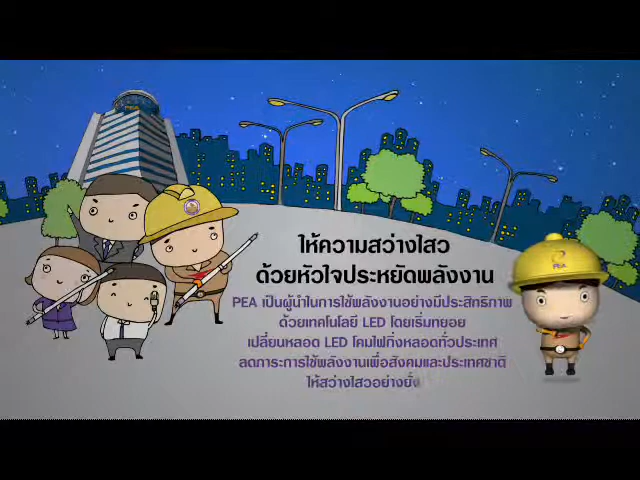 ให้ความสว่างไสว
ด้วยหัวใจประหยัดพลังงาน
PEA เป็นผู้นำในการใช้พลังงานอย่างมีประสิทธิภาพ
ด้วยเทคโนโลยี LED โดยเริ่มทยอย
เปลี่ยนหลอด LED โคมไฟกิ่งหลอดทั่วประเทศ
ลดภาระการใช้พลังงานเพื่อสังคมและประเทศชาติ
ให้สว่างไสวอย่างยั่ง
PEA